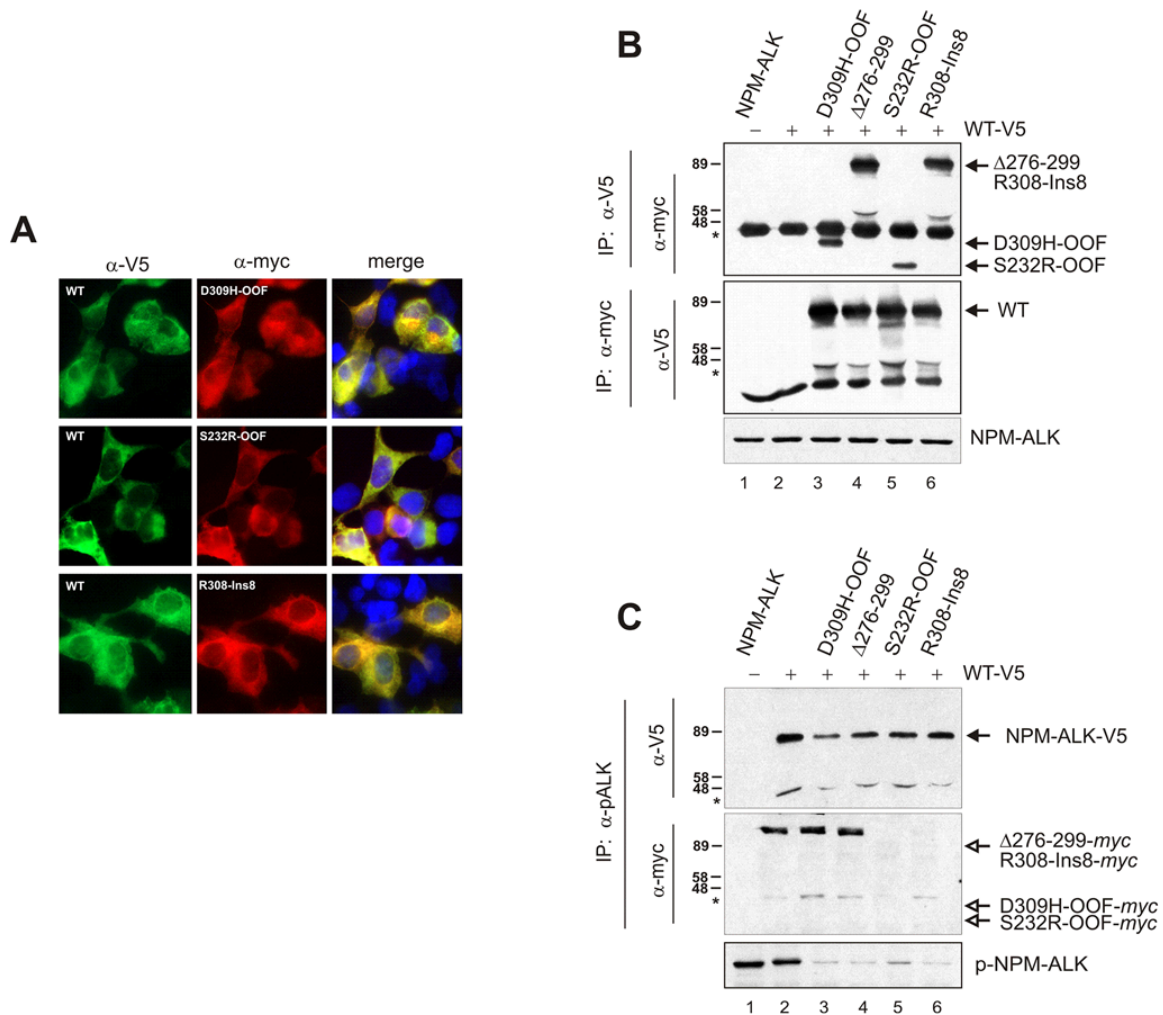 A
α-V5 α-myc merge
WT D309H-OOF
WT S232R-OOF
WT R308-Ins8
B
NPM-ALK D309H-OOF Δ276-299 S232R-OOF R308-Ins8
– + + + + + WT-V5
IP: α-V5
α-myc
89
58
48
*
Δ276-299
R308-Ins8
D309H-OOF
S232R-OOF
IP: α-myc
α-V5
89
58
48
*
WT
NPM-ALK
1 2 3 4 5 6
C
NPM-ALK D309H-OOF Δ276-299 S232R-OOF R308-Ins8
– + + + + + WT-V5
IP: α-pALK
α-V5
89
58
48
*
NPM-ALK-V5
α-myc
89
58
48
*
Δ276-299-myc
R308-Ins8-myc
D309H-OOF-myc
S232R-OOF-myc
p-NPM-ALK
1 2 3 4 5 6